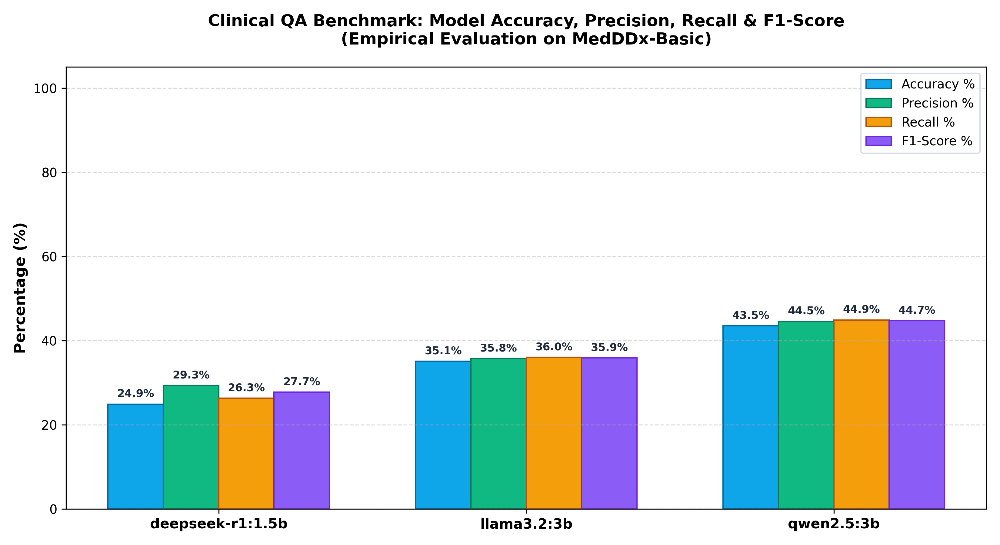 Clinical QA Benchmark: Model Accuracy, Precision, Recall & F1-Score
(Empirical Evaluation on MedDDx-Basic)
Percentage (%)
100
80
60
40
20
0
Accuracy %
Precision %
Recall %
F1-Score %
24.9%
29.3%
26.3%
27.7%
35.1%
35.8%
36.0%
35.9%
43.5%
44.5%
44.9%
44.7%
deepseek-r1:1.5b
llama3.2:3b
qwen2.5:3b